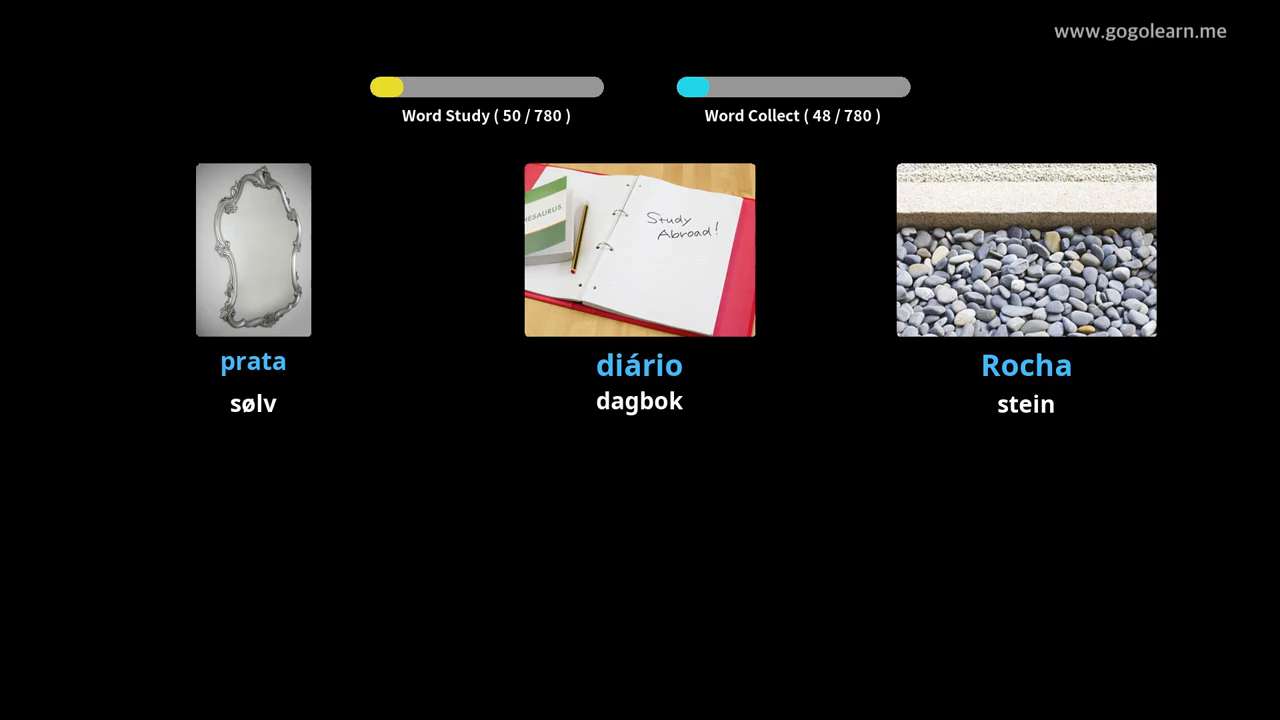 www.gogolearn.me
Word Study ( 50 / 780 )
Word Collect ( 48 / 780 )
HESAURUS
Study
Abroad!
prata
diário
Rocha
sølv
dagbok
stein